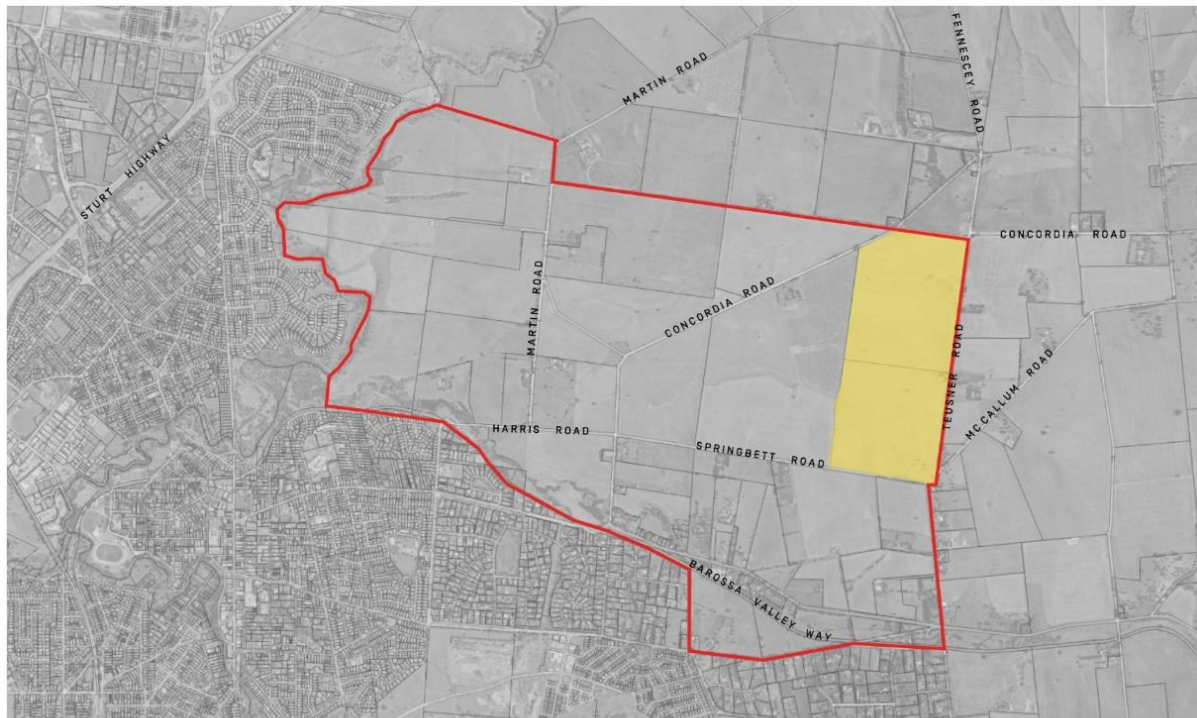 FENNESCEY ROAD
MARTIN ROAD
STURT HIGHWAY
CONCORDIA ROAD
CONCORDIA ROAD
MARTIN ROAD
TEUSNER ROAD
MC CALLUM ROAD
HARRIS ROAD
SPRINGBETT ROAD
BAROSSA VALLEY WAY